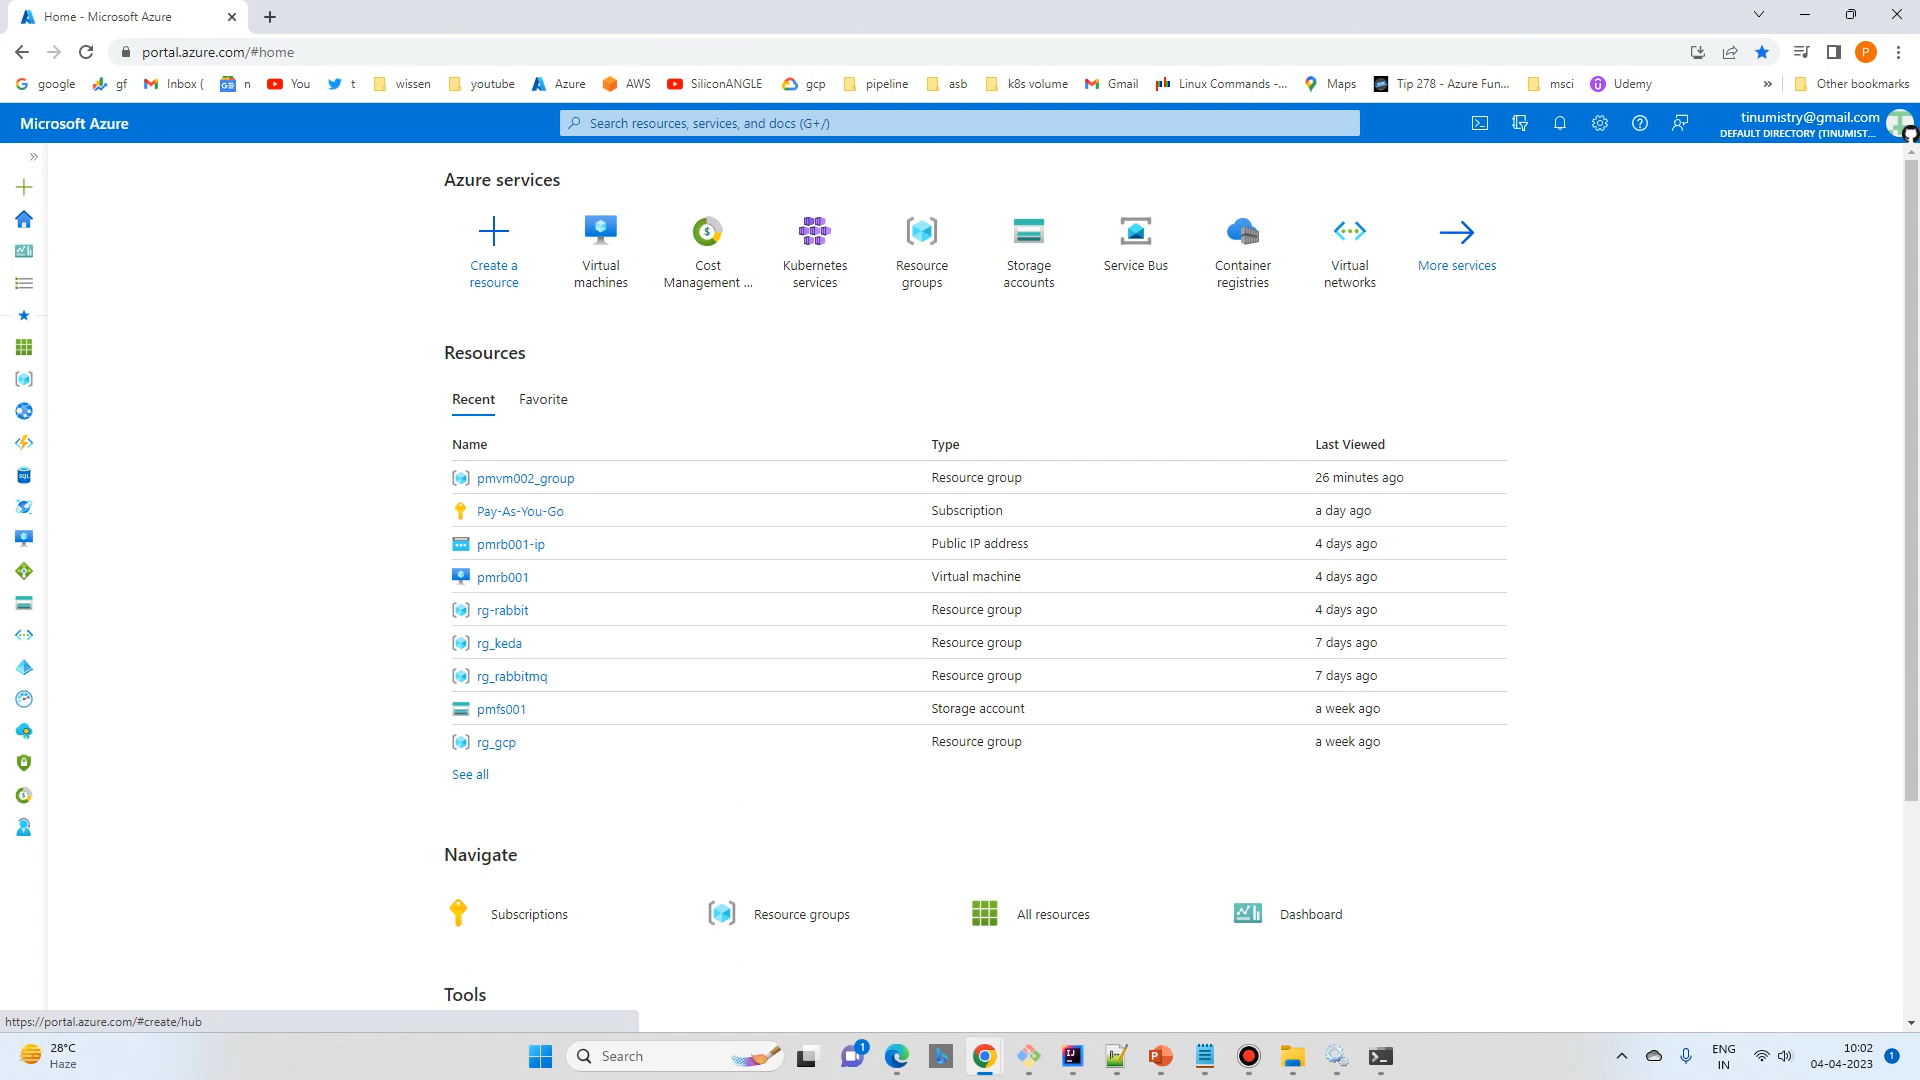 Home - Microsoft Azure
portal.azure.com/#home
P
google
gf
Inbox (
n
You
t
wissen
youtube
Azure
AWS
SiliconANGLE
gcp
pipeline
asb
k8s volume
Gmail
Linux Commands -...
Maps
Tip 278 - Azure Fun...
msci
Udemy
»
Other bookmarks
Microsoft Azure
Search resources, services, and docs (G+/)
tinumistry@gmail.com
DEFAULT DIRECTORY (TINUMIST...
Azure services
Create a resource
Virtual machines
Cost Management ...
Kubernetes services
Resource groups
Storage accounts
Service Bus
Container registries
Virtual networks
More services
Resources
Recent
Favorite
Name
Type
Last Viewed
pmvm002_group
Resource group
26 minutes ago
Pay-As-You-Go
Subscription
a day ago
pmrb001-ip
Public IP address
4 days ago
pmrb001
Virtual machine
4 days ago
rg-rabbit
Resource group
4 days ago
rg_keda
Resource group
7 days ago
rg_rabbitmq
Resource group
7 days ago
pmfs001
Storage account
a week ago
rg_gcp
Resource group
a week ago
See all
Navigate
Subscriptions
Resource groups
All resources
Dashboard
Tools
https://portal.azure.com/#create/hub
28°C
Haze
Search
1
ENG
IN
10:02
04-04-2023
1